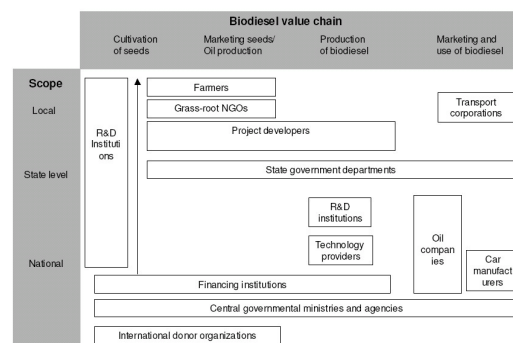 Biodiesel value chain
Cultivation
of seeds
Marketing seeds/
Oil production
Production
of biodiesel
Marketing and
use of biodiesel
Scope
Local
State level
National
R&D
Instituti
ons
Farmers
Grass-root NGOs
Project developers
Transport
corporations
State government departments
R&D
institutions
Technology
providers
Oil
compan
ies
Car
manufact
urers
Financing institutions
Central governmental ministries and agencies
International donor organizations